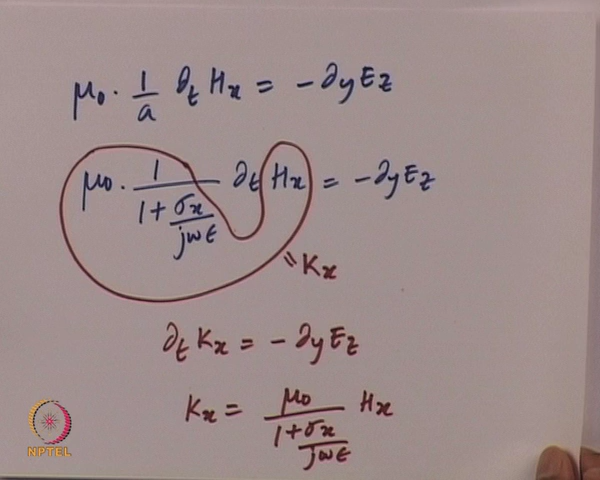 μ₀ · 1/a ∂t Hx = - ∂y Ez
μ₀ · 1/(1 + σx/jωϵ) ∂t Hx = - ∂y Ez
" Kx
∂t Kx = - ∂y Ez
Kx = μ₀/(1 + σx/jωϵ) Hx
NPTEL